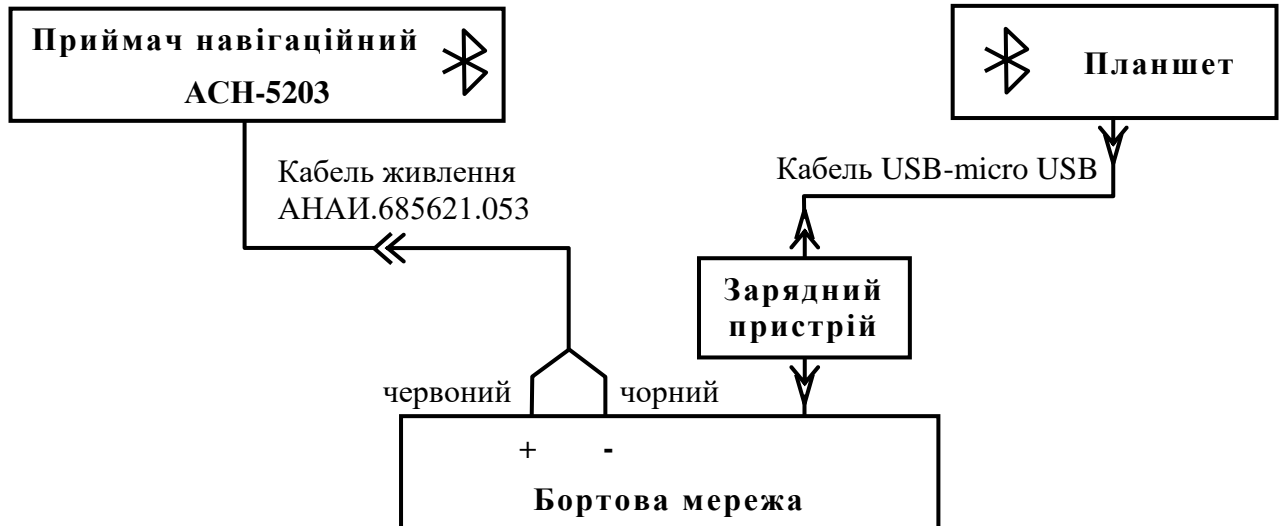 Приймач навігаційний
АСН-5203
Планшет
Кабель живлення
АНАИ.685621.053
Кабель USB-micro USB
Зарядний
пристрій
червоний
чорний
+ -
Бортова мережа